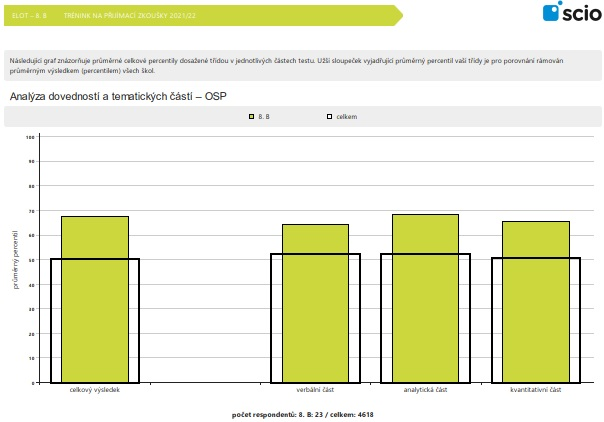 ELOT – 8. B TRÉNINK NA PŘIJÍMACÍ ZKOUŠKY 2021/22
scio
Následující graf znázorňuje průměrné celkové percentily dosažené třídou v jednotlivých částech testu. Užší sloupeček vyjadřující průměrný percentil vaší třídy je pro porovnání rámován
průměrným výsledkem (percentilem) všech škol.
Analýza dovedností a tematických částí – OSP
8. B celkem
100
90
80
70
60
50
40
30
20
10
0
průměrný percentil
celkový výsledek verbální část analytická část kvantitativní část
počet respondentů: 8. B: 23 / celkem: 4618